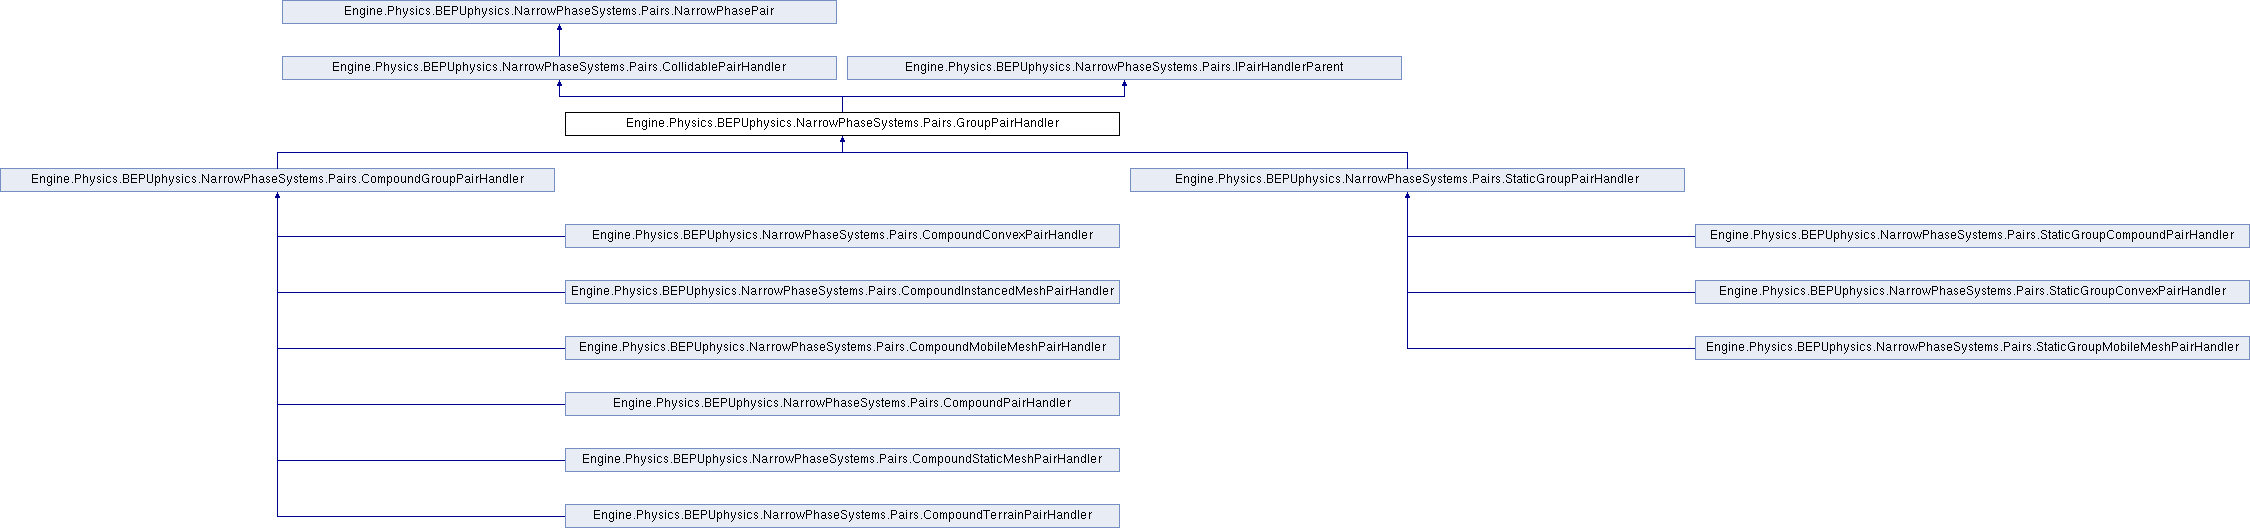 Engine.Physics.BEPUphysics.NarrowPhaseSystems.Pairs.NarrowPhasePair
Engine.Physics.BEPUphysics.NarrowPhaseSystems.Pairs.CollidablePairHandler
Engine.Physics.BEPUphysics.NarrowPhaseSystems.Pairs.IPairHandlerParent
Engine.Physics.BEPUphysics.NarrowPhaseSystems.Pairs.GroupPairHandler
Engine.Physics.BEPUphysics.NarrowPhaseSystems.Pairs.CompoundGroupPairHandler
Engine.Physics.BEPUphysics.NarrowPhaseSystems.Pairs.StaticGroupPairHandler
Engine.Physics.BEPUphysics.NarrowPhaseSystems.Pairs.CompoundConvexPairHandler
Engine.Physics.BEPUphysics.NarrowPhaseSystems.Pairs.StaticGroupCompoundPairHandler
Engine.Physics.BEPUphysics.NarrowPhaseSystems.Pairs.CompoundInstancedMeshPairHandler
Engine.Physics.BEPUphysics.NarrowPhaseSystems.Pairs.StaticGroupConvexPairHandler
Engine.Physics.BEPUphysics.NarrowPhaseSystems.Pairs.CompoundMobileMeshPairHandler
Engine.Physics.BEPUphysics.NarrowPhaseSystems.Pairs.StaticGroupMobileMeshPairHandler
Engine.Physics.BEPUphysics.NarrowPhaseSystems.Pairs.CompoundPairHandler
Engine.Physics.BEPUphysics.NarrowPhaseSystems.Pairs.CompoundStaticMeshPairHandler
Engine.Physics.BEPUphysics.NarrowPhaseSystems.Pairs.CompoundTerrainPairHandler